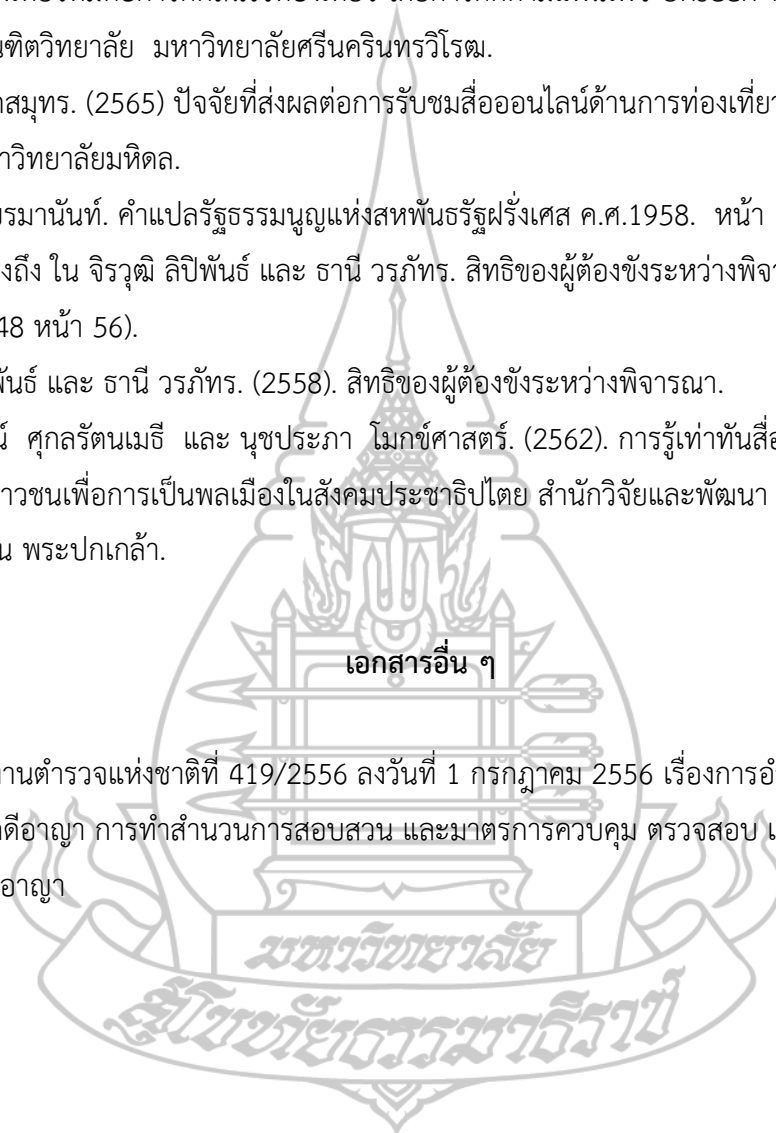 ฑิตวิทยาลัย มหาวิทยาลัยศรีนครินทรวิโรฒ.
าสมุทร. (2565) ปัจจัยที่ส่งผลต่อการรับชมสื่อออนไลน์ด้านการท่องเที่ยว
าวิทยาลัยมหิดล.
บรมานันท์. คำแปลรัฐธรรมนูญแห่งสหพันธรัฐฝรั่งเศส ค.ศ.1958. หน้า
งถึง ใน จิรวุฒิ ลิปิพันธ์ และ ธานี วรภัทร. สิทธิของผู้ต้องขังระหว่างพิจา
48 หน้า 56).
พันธ์ และ ธานี วรภัทร. (2558). สิทธิของผู้ต้องขังระหว่างพิจารณา.
น์ ศุกลรัตนเมธี และ นุชประภา โมกข์ศาสตร์. (2562). การรู้เท่าทันสื่อ
าวชนเพื่อการเป็นพลเมืองในสังคมประชาธิปไตย สำนักวิจัยและพัฒนา
น พระปกเกล้า.
เอกสารอื่น ๆ
านตำรวจแห่งชาติที่ 419/2556 ลงวันที่ 1 กรกฎาคม 2556 เรื่องการอำ
ดีอาญา การทำสำนวนการสอบสวน และมาตรการควบคุม ตรวจสอบ เ
อาญา
มหาวิทยาลัย
สุโขทัยธรรมาธิราช